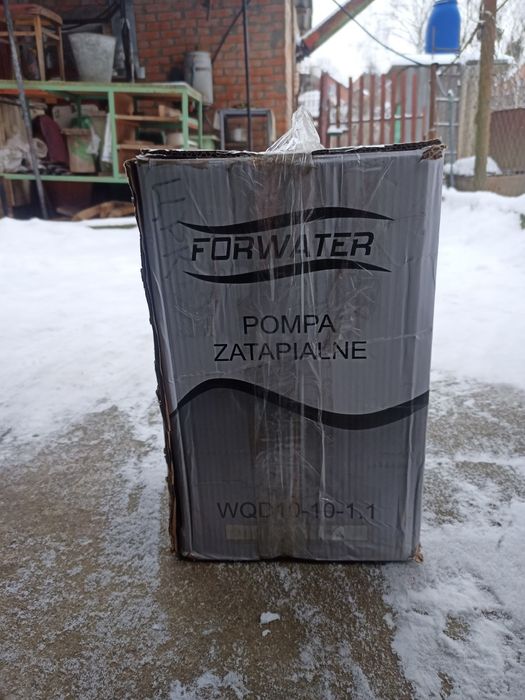 FORWATER
POMPA
ZATAPIALNE
WQD10-10-1.1